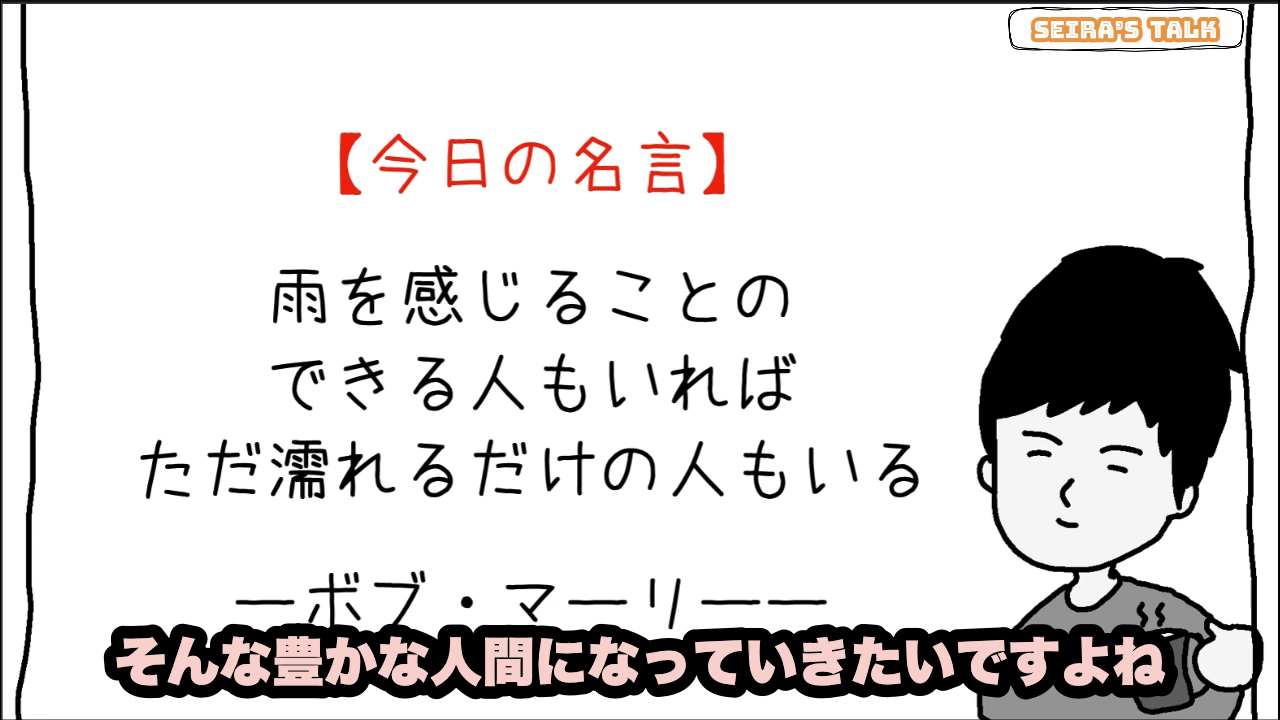 SEIRA'S TALK
【今日の名言】
雨を感じることの
できる人もいれば
ただ濡れるだけの人もいる
―ボブ・マーリー―
そんな豊かな人間になっていきたいですよね